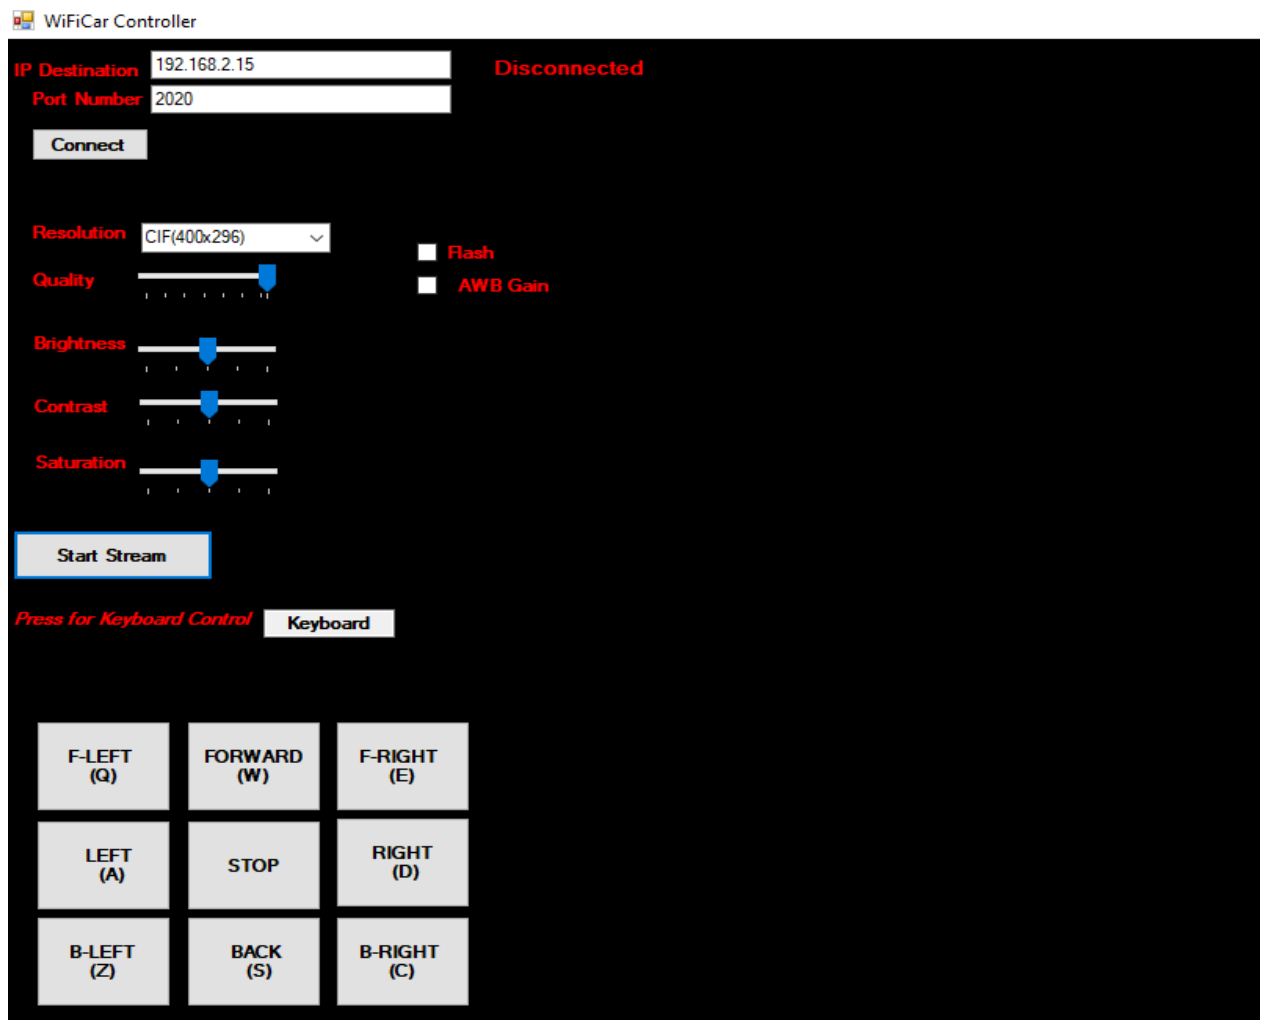 WiFiCar Controller
IP Destination 192.168.2.15 Disconnected
Port Number 2020
Connect
Resolution CIF(400x296)
Flash
Quality
AWB Gain
Brightness
Contrast
Saturation
Start Stream
Press for Keyboard Control Keyboard
F-LEFT FORWARD F-RIGHT
(Q) (W) (E)
LEFT STOP RIGHT
(A) (D)
B-LEFT BACK B-RIGHT
(Z) (S) (C)